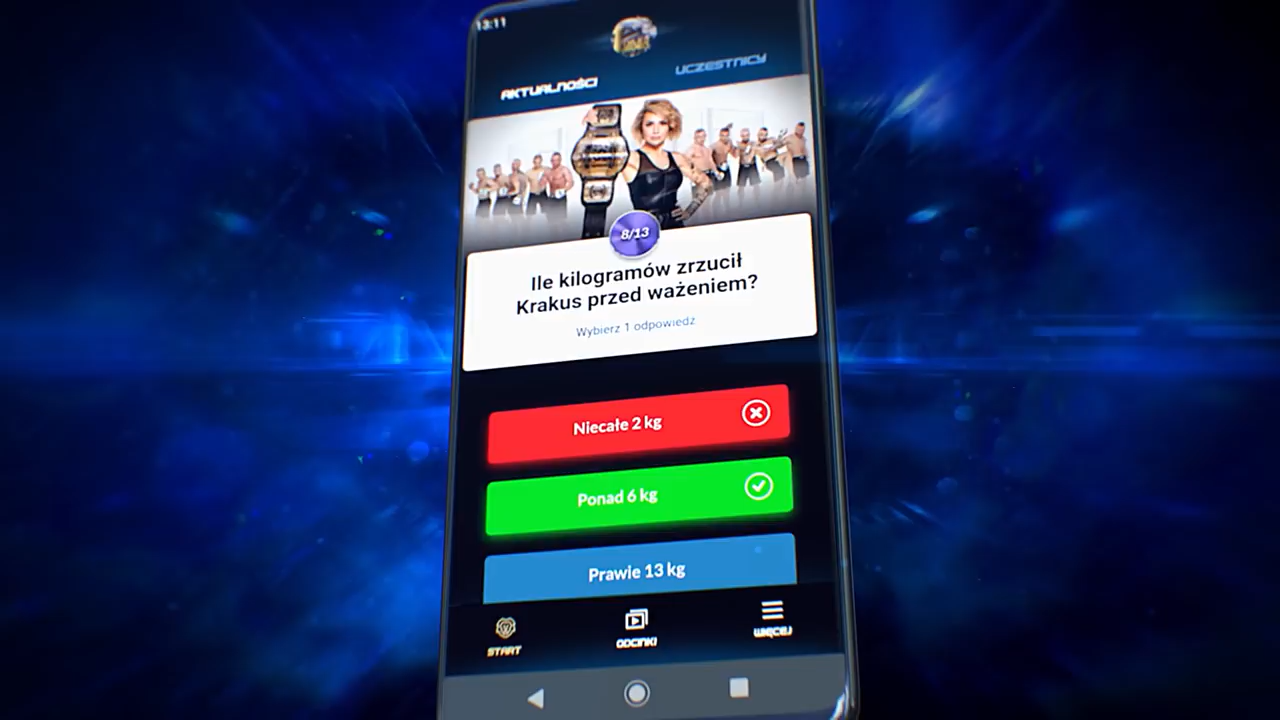 13:11
AKTUALNOŚCI
UCZESTNICY
8/13
Ile kilogramów zrzucił
Krakus przed ważeniem?
Wybierz 1 odpowiedź
Niecałe 2 kg
Ponad 6 kg
Prawie 13 kg
START
ODCINKI
WIĘCEJ